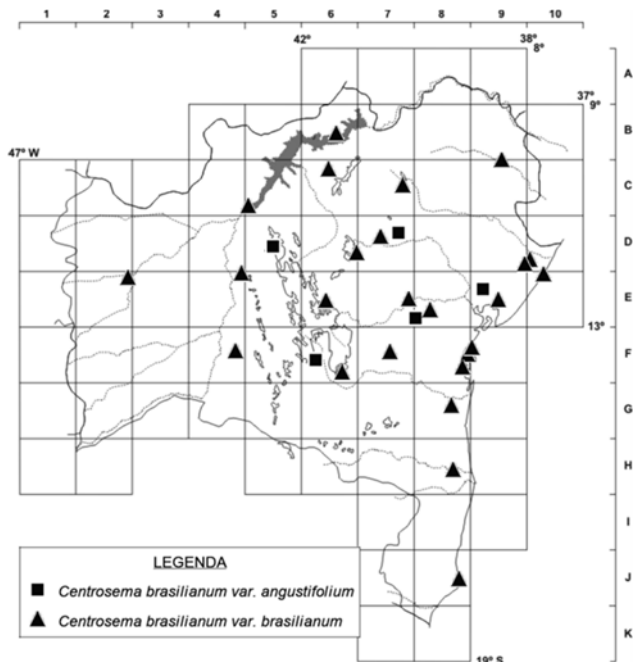 1 2 3 4 5 6 7 8 9 10
42° 38°
8°
A
37°
9°
B
47° W
C
D
E
13°
F
G
H
I
LEGENDA
Centrosema brasilianum var. angustifolium
J
Centrosema brasilianum var. brasilianum
K
19° S